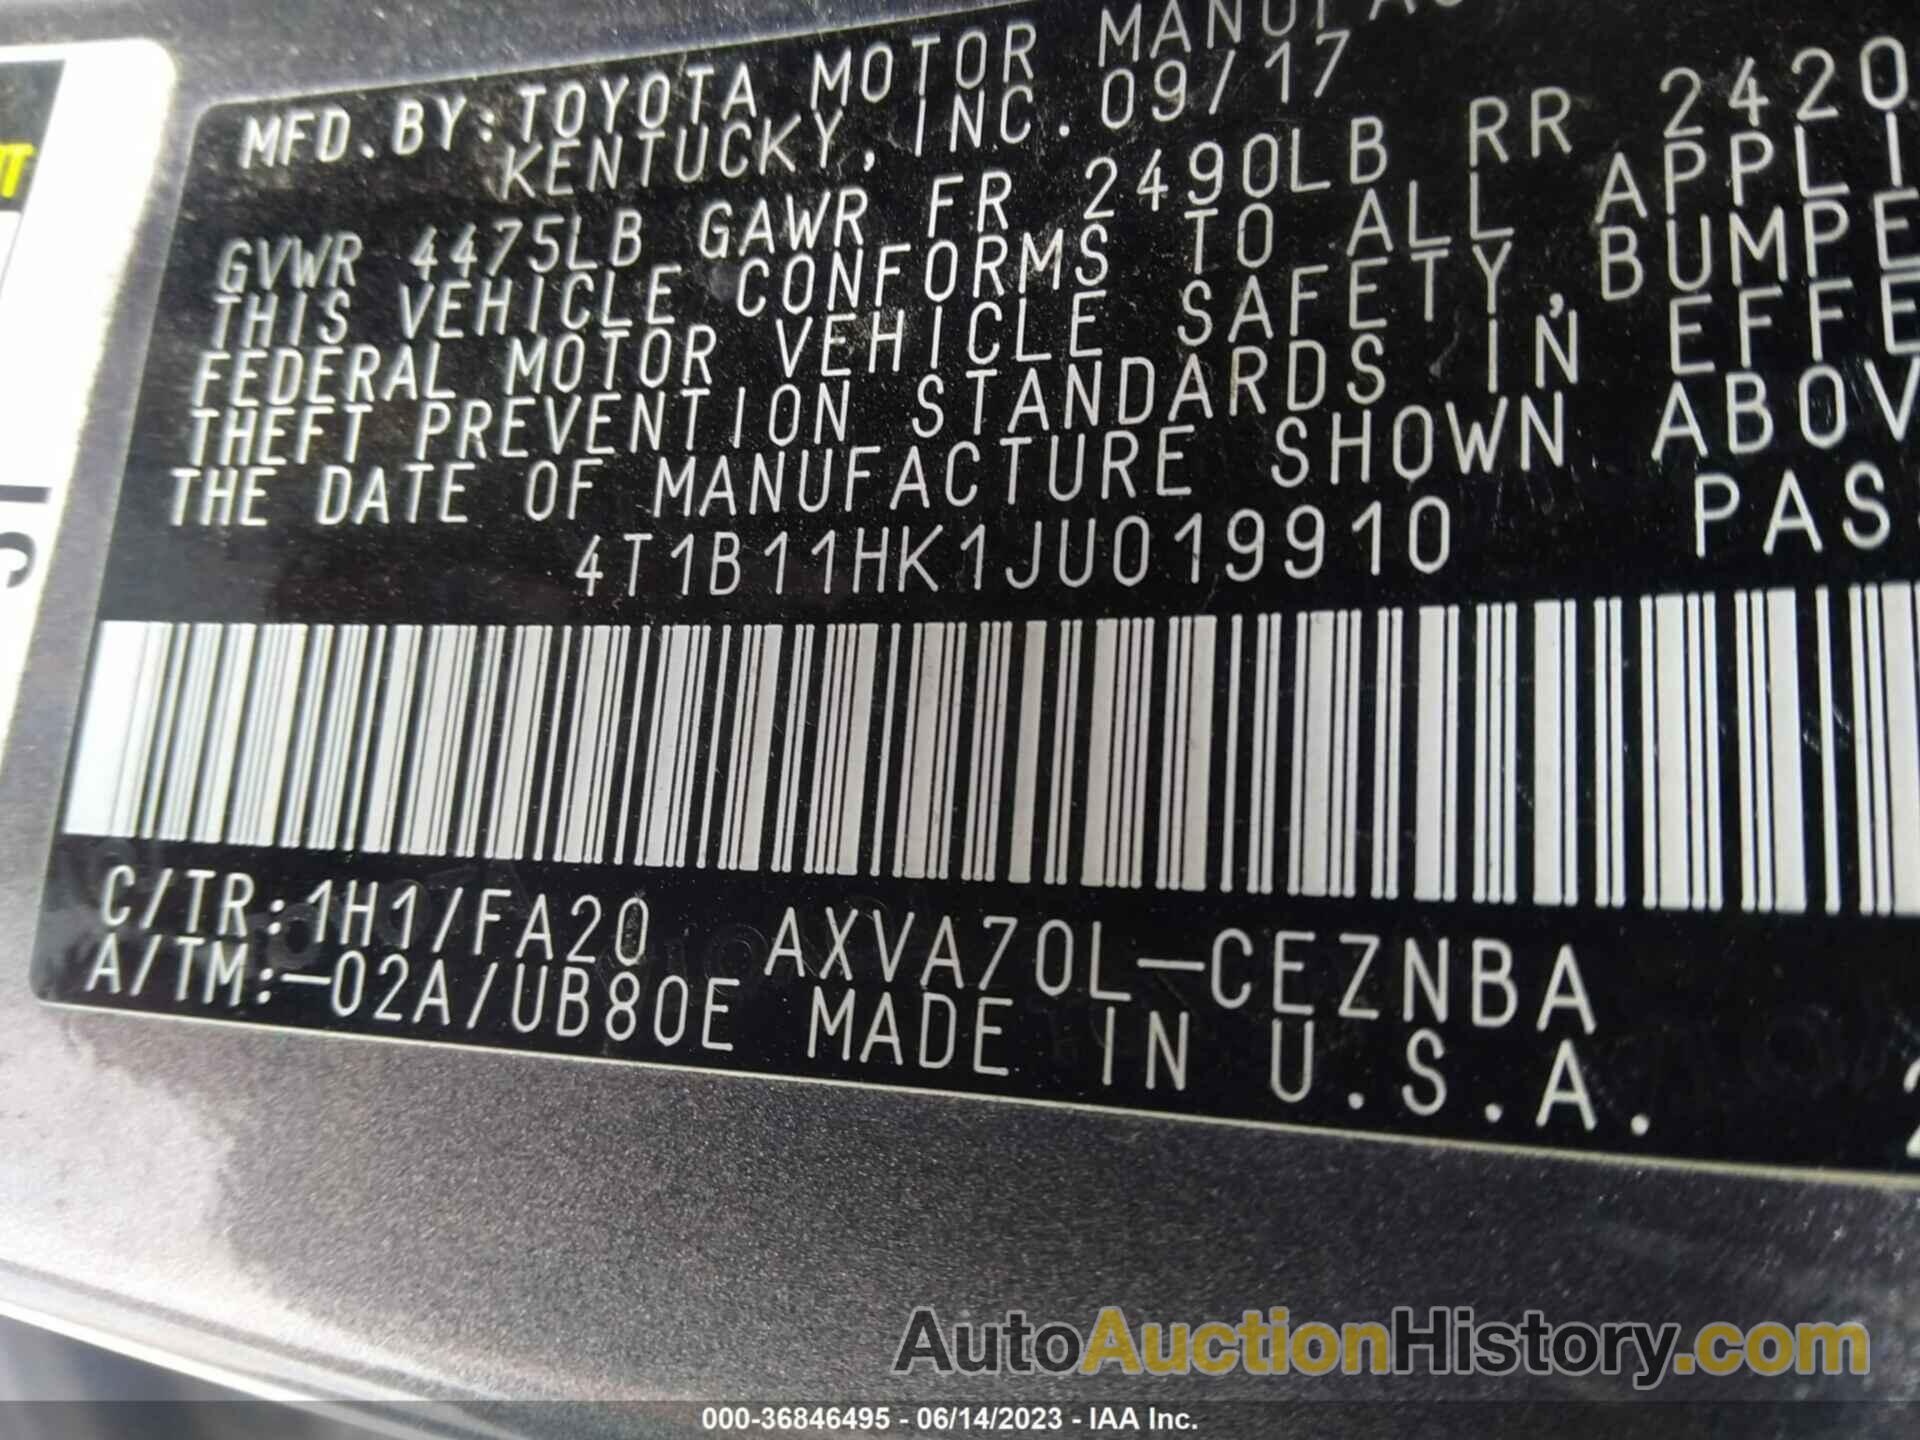 MFD.BY:TOYOTA MOTOR
KENTUCKY, INC.09/17
GVWR 4475LB GAWR FR 2490LB RR 2420
THIS VEHICLE CONFORMS TO ALL APPLI
FEDERAL MOTOR VEHICLE SAFETY,BUMPE
THEFT PREVENTION STANDARDS IN EFFE
THE DATE OF MANUFACTURE SHOWN ABOV
4T1B11HK1JU019910 PAS
C/TR:1H1/FA20 AXVA70L-CEZNBA
A/TM:-02A/UB80E MADE IN U.S.A.
AutoAuctionHistory.com
000-36846495 - 06/14/2023 - IAA Inc.